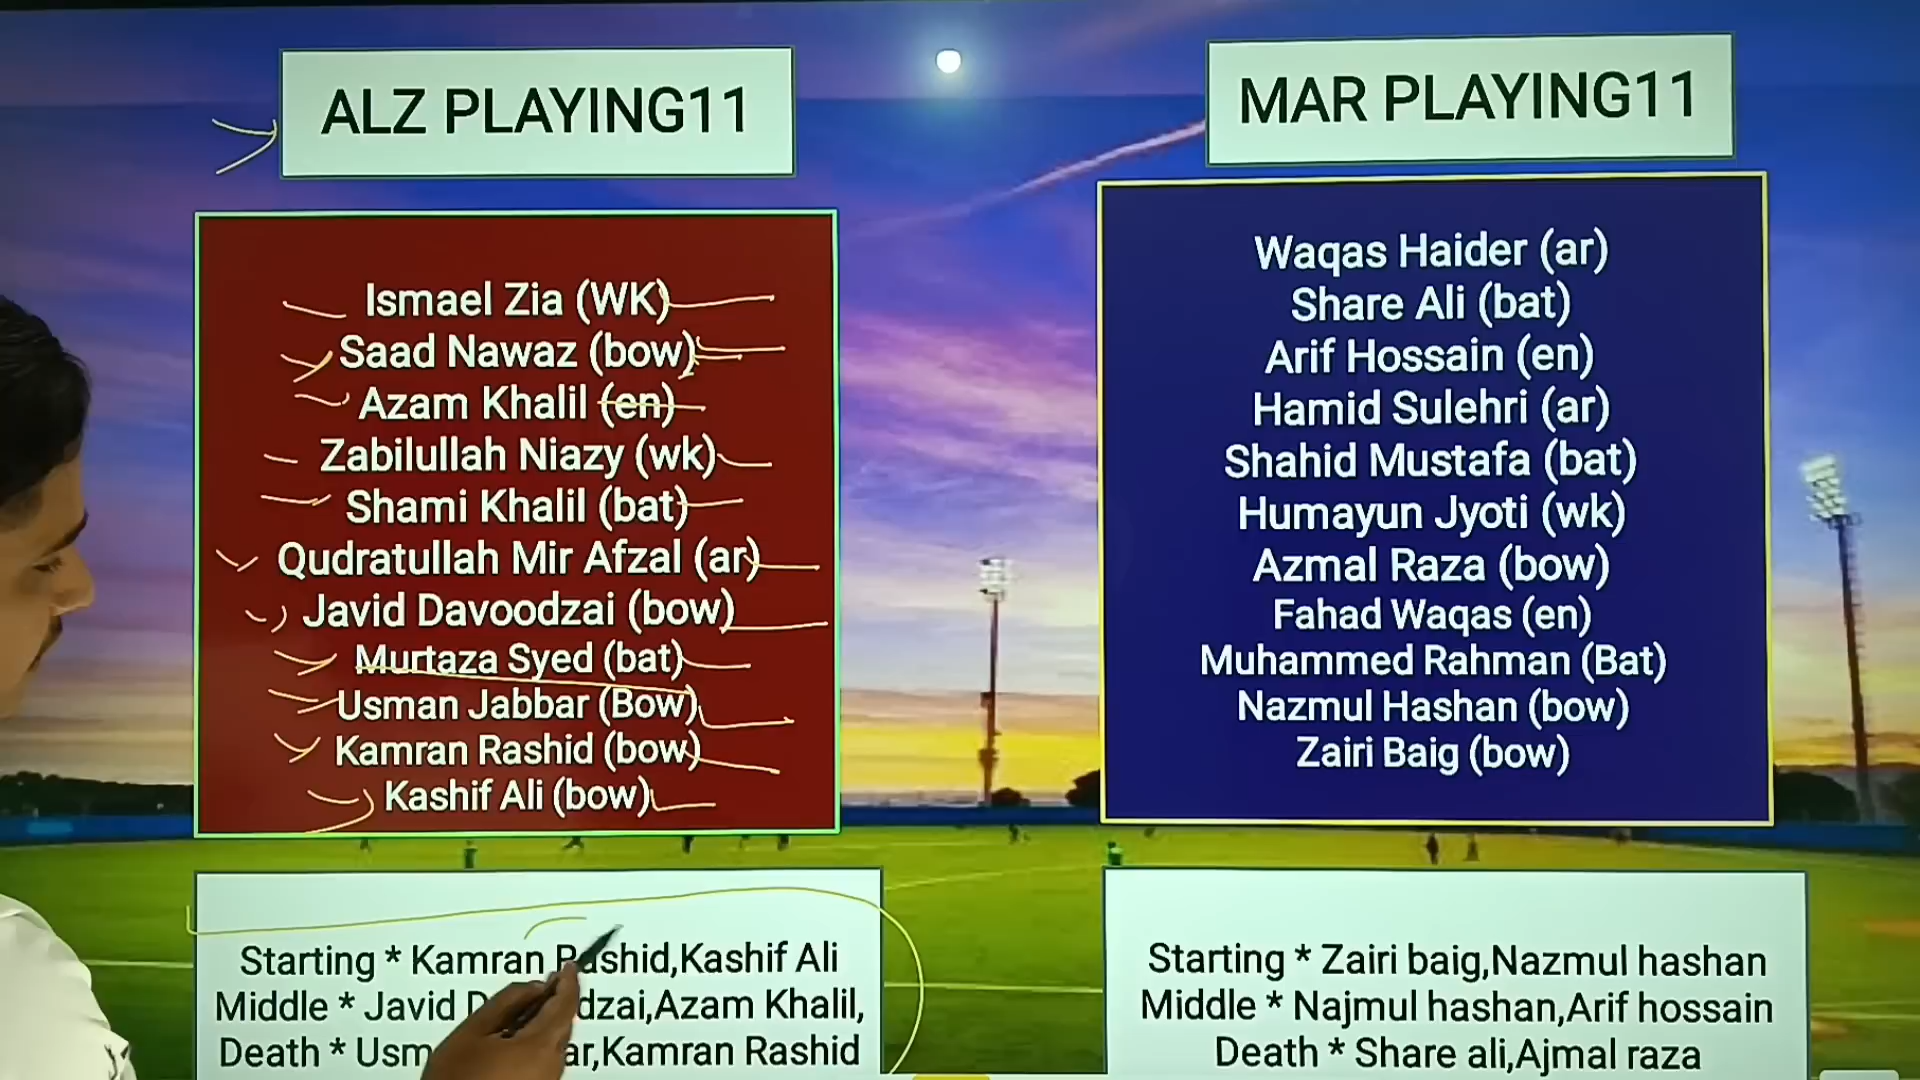 ALZ PLAYING11
Ismael Zia (WK)
Saad Nawaz (bow)
Azam Khalil (en)
Zabilullah Niazy (wk)
Shami Khalil (bat)
Qudratullah Mir Afzal (ar)
Javid Davoodzai (bow)
Murtaza Syed (bat)
Usman Jabbar (Bow)
Kamran Rashid (bow)
Kashif Ali (bow)
Starting * Kamran Rashid,Kashif Ali
Middle * Javid dzai,Azam Khalil,
Death * ar,Kamran Rashid
MAR PLAYING11
Waqas Haider (ar)
Share Ali (bat)
Arif Hossain (en)
Hamid Sulehri (ar)
Shahid Mustafa (bat)
Humayun Jyoti (wk)
Azmal Raza (bow)
Fahad Waqas (en)
Muhammed Rahman (Bat)
Nazmul Hashan (bow)
Zairi Baig (bow)
Starting * Zairi baig,Nazmul hashan
Middle * Najmul hashan,Arif hossain
Death * Share ali,Ajmal raza